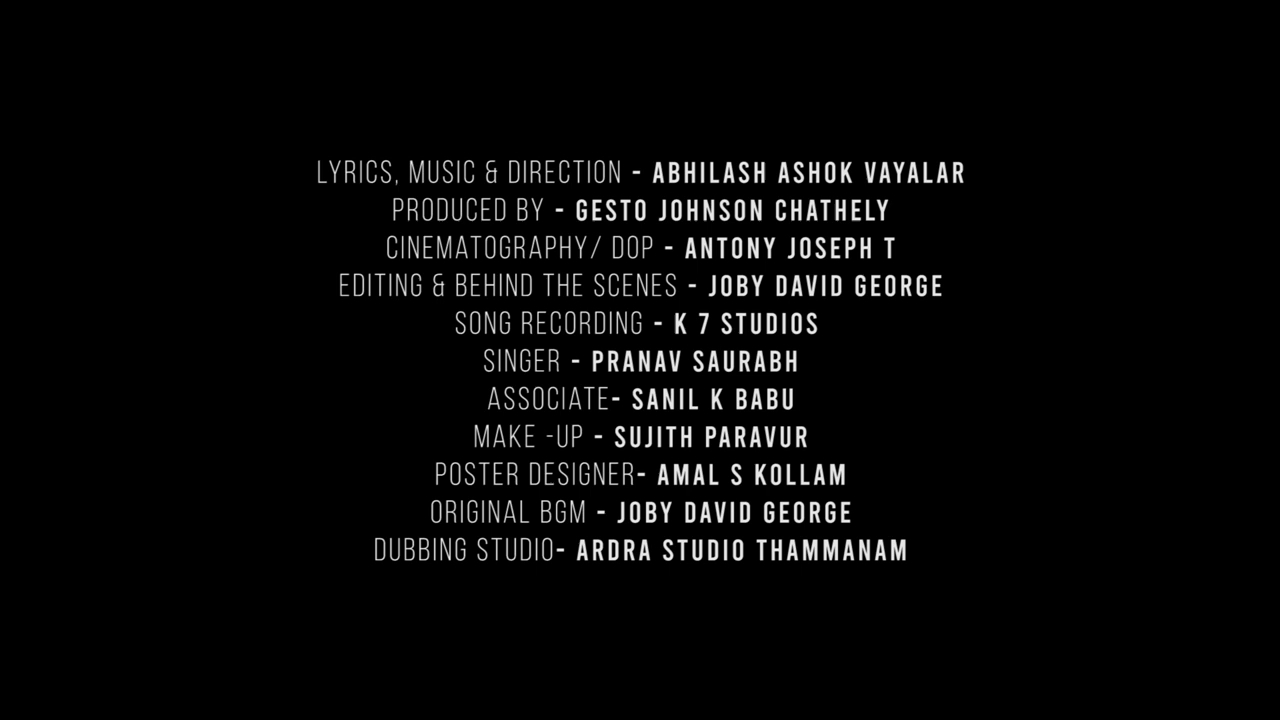 LYRICS, MUSIC & DIRECTION - ABHILASH ASHOK VAYALAR
PRODUCED BY - GESTO JOHNSON CHATHELY
CINEMATOGRAPHY/ DOP - ANTONY JOSEPH T
EDITING & BEHIND THE SCENES - JOBY DAVID GEORGE
SONG RECORDING - K 7 STUDIOS
SINGER - PRANAV SAURABH
ASSOCIATE- SANIL K BABU
MAKE -UP - SUJITH PARAVUR
POSTER DESIGNER- AMAL S KOLLAM
ORIGINAL BGM - JOBY DAVID GEORGE
DUBBING STUDIO- ARDRA STUDIO THAMMANAM